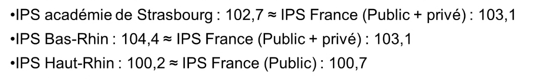 •IPS académie de Strasbourg : 102,7 ≈ IPS France (Public + privé) : 103,1
•IPS Bas-Rhin : 104,4 ≈ IPS France (Public + privé) : 103,1
•IPS Haut-Rhin : 100,2 ≈ IPS France (Public) : 100,7